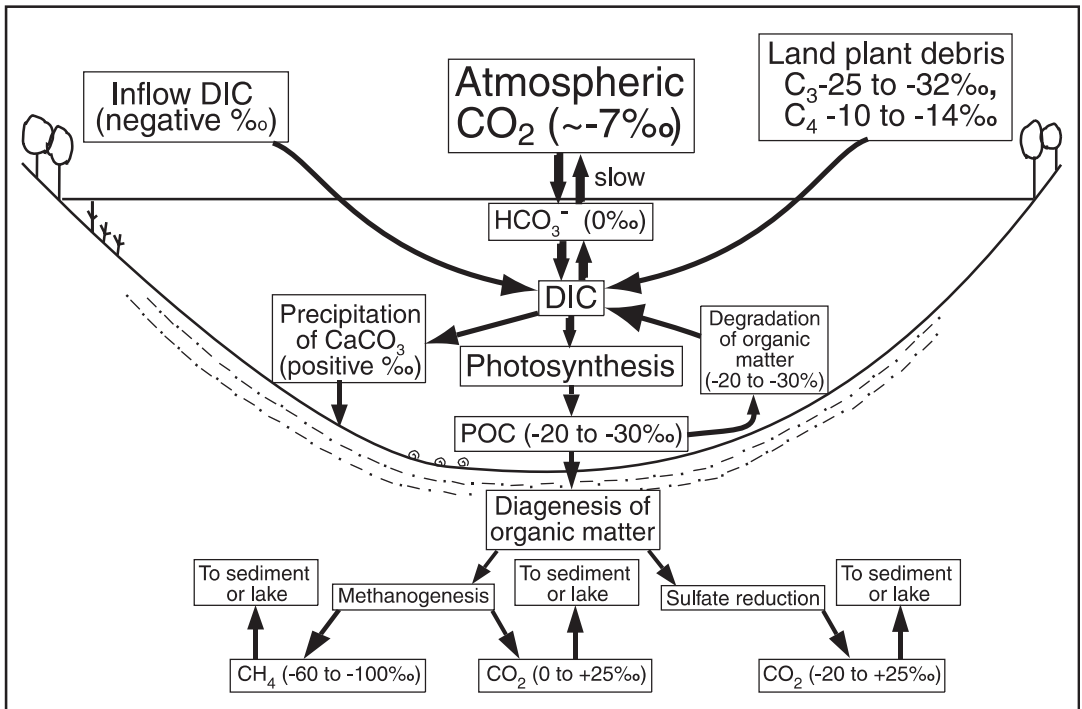 Inflow DIC
(negative ‰)
Atmospheric
CO₂ (~-7‰)
Land plant debris
C₃-25 to -32‰,
C₄ -10 to -14‰
slow
HCO₃⁻ (0‰)
DIC
Precipitation
of CaCO₃
(positive ‰)
Photosynthesis
Degradation
of organic
matter
(-20 to -30%)
POC (-20 to -30‰)
Diagenesis of
organic matter
To sediment
or lake
Methanogenesis
To sediment
or lake
Sulfate reduction
To sediment
or lake
CH₄ (-60 to -100‰)
CO₂ (0 to +25‰)
CO₂ (-20 to +25‰)